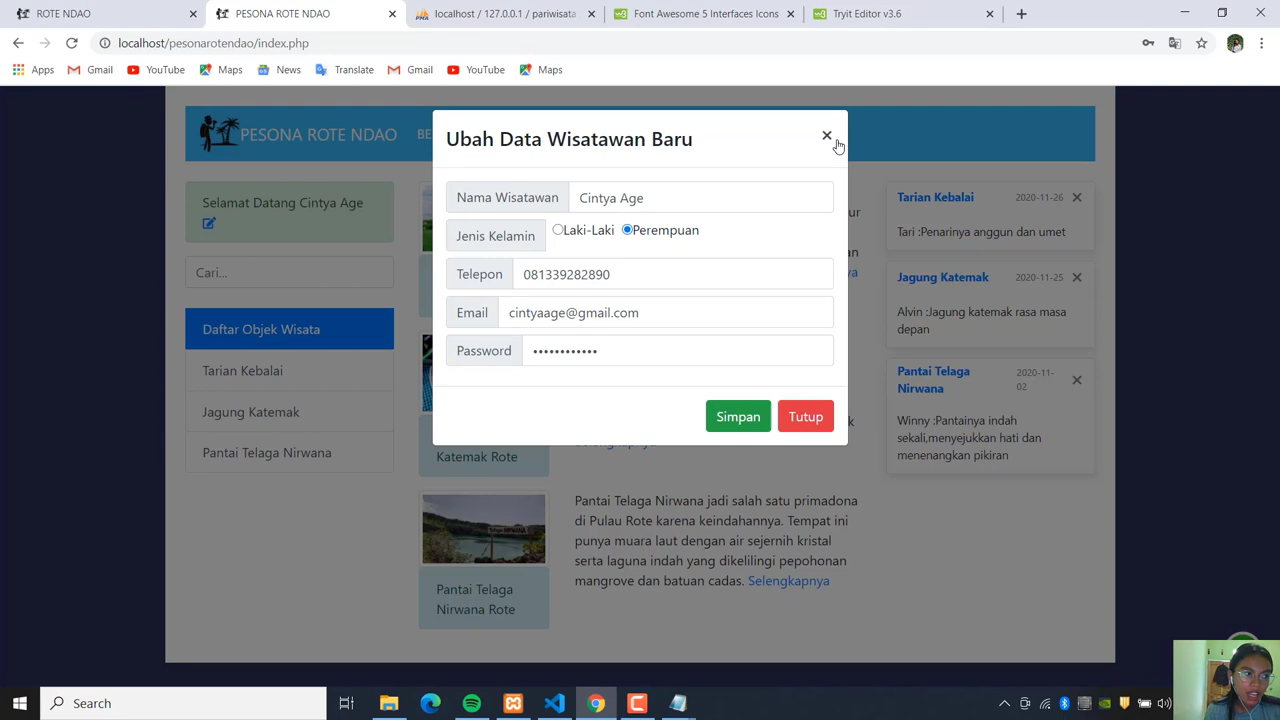 ROTE NDAO
PESONA ROTE NDAO
localhost / 127.0.0.1 / pariwisata
Font Awesome 5 Interfaces Icons
Tryit Editor v3.6
localhost/pesonarotendao/index.php
Apps
Gmail
YouTube
Maps
News
Translate
Gmail
YouTube
Maps
PESONA ROTE NDAO
BE
Ubah Data Wisatawan Baru
Nama Wisatawan
Cintya Age
Jenis Kelamin
Laki-Laki
Perempuan
Telepon
081339282890
Email
cintyaage@gmail.com
Password
••••••••••••
Simpan
Tutup
Selamat Datang Cintya Age
Cari...
Daftar Objek Wisata
Tarian Kebalai
Jagung Katemak
Pantai Telaga Nirwana
ur
an
ya
k
Selengkapnya
Katemak Rote
Pantai Telaga
Nirwana Rote
Pantai Telaga Nirwana jadi salah satu primadona
di Pulau Rote karena keindahannya. Tempat ini
punya muara laut dengan air sejernih kristal
serta laguna indah yang dikelilingi pepohonan
mangrove dan batuan cadas. Selengkapnya
Tarian Kebalai
2020-11-26
Tari :Penarinya anggun dan umet
Jagung Katemak
2020-11-25
Alvin :Jagung katemak rasa masa
depan
Pantai Telaga
Nirwana
2020-11-
02
Winny :Pantainya indah
sekali,menyejukkan hati dan
menenangkan pikiran
Search